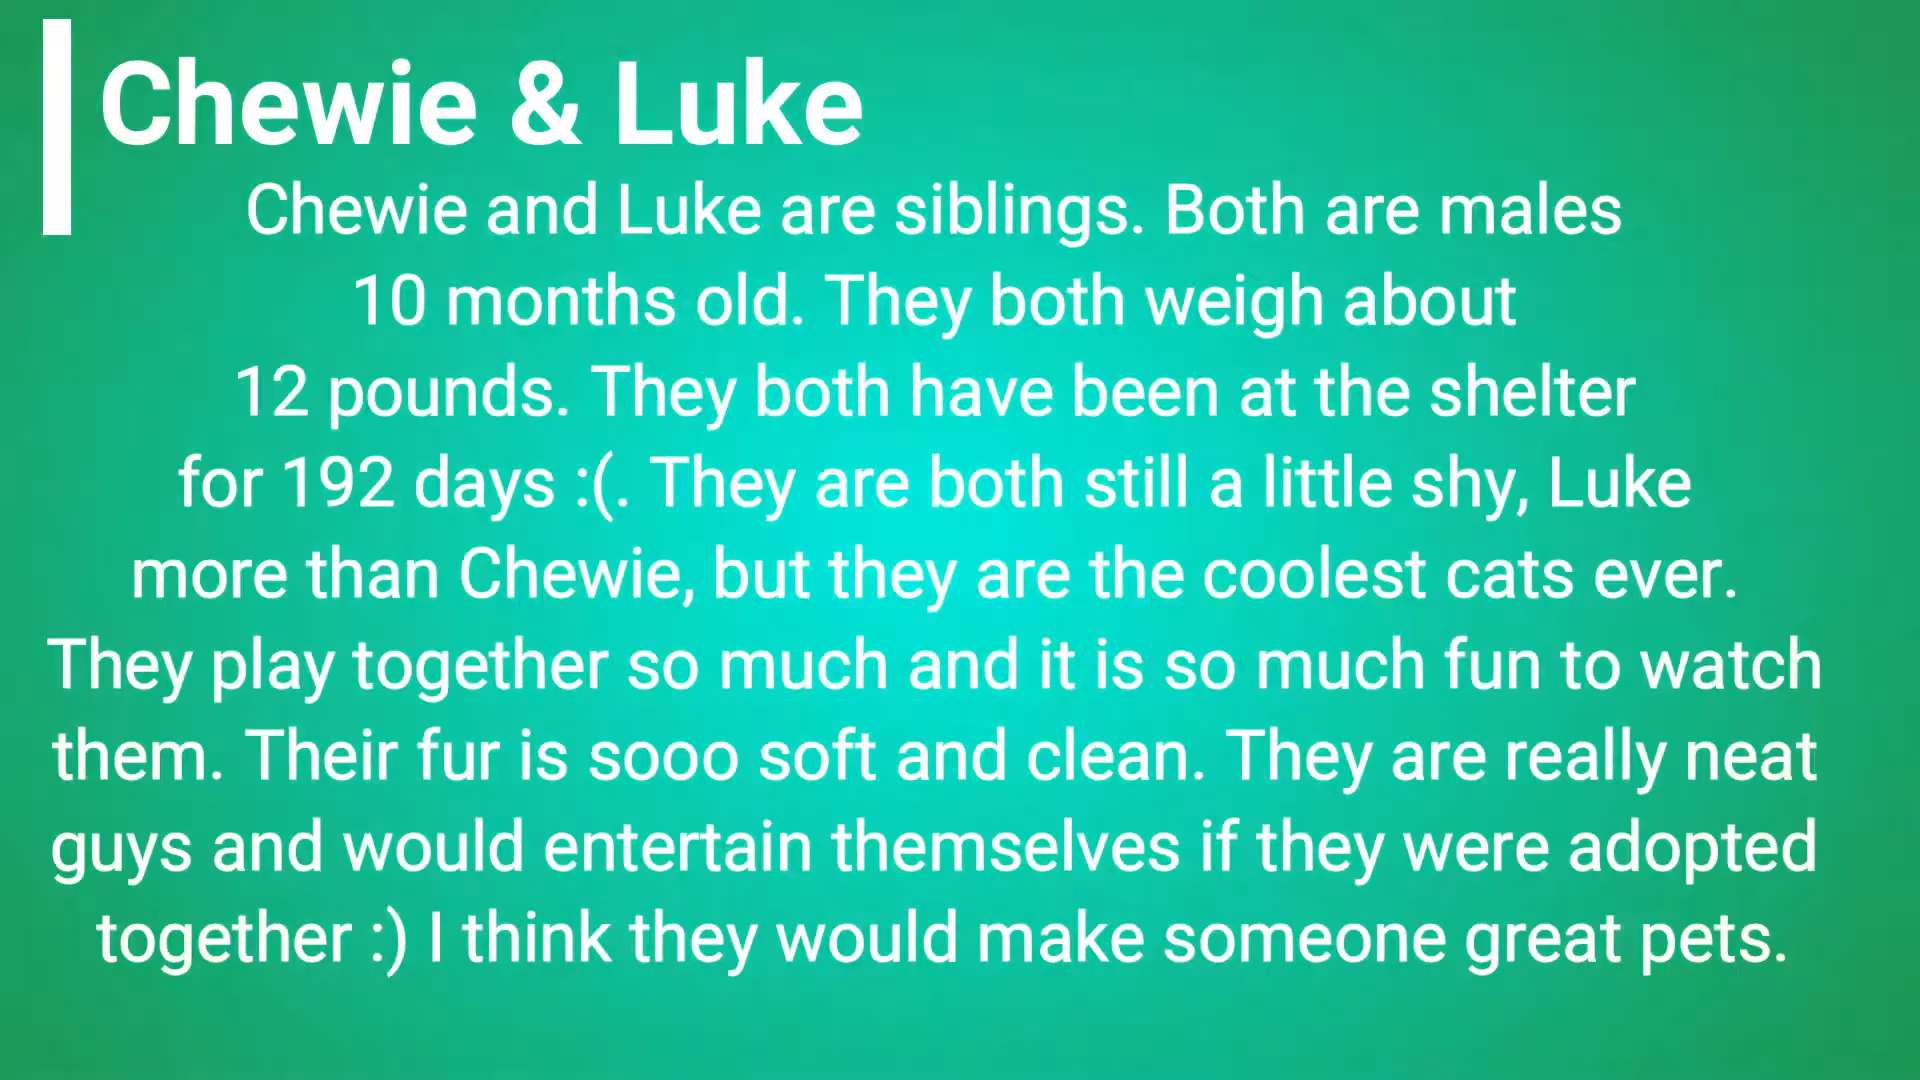 Chewie & Luke
Chewie and Luke are siblings. Both are males
10 months old. They both weigh about
12 pounds. They both have been at the shelter
for 192 days :(. They are both still a little shy, Luke
more than Chewie, but they are the coolest cats ever.
They play together so much and it is so much fun to watch
them. Their fur is sooo soft and clean. They are really neat
guys and would entertain themselves if they were adopted
together :) I think they would make someone great pets.